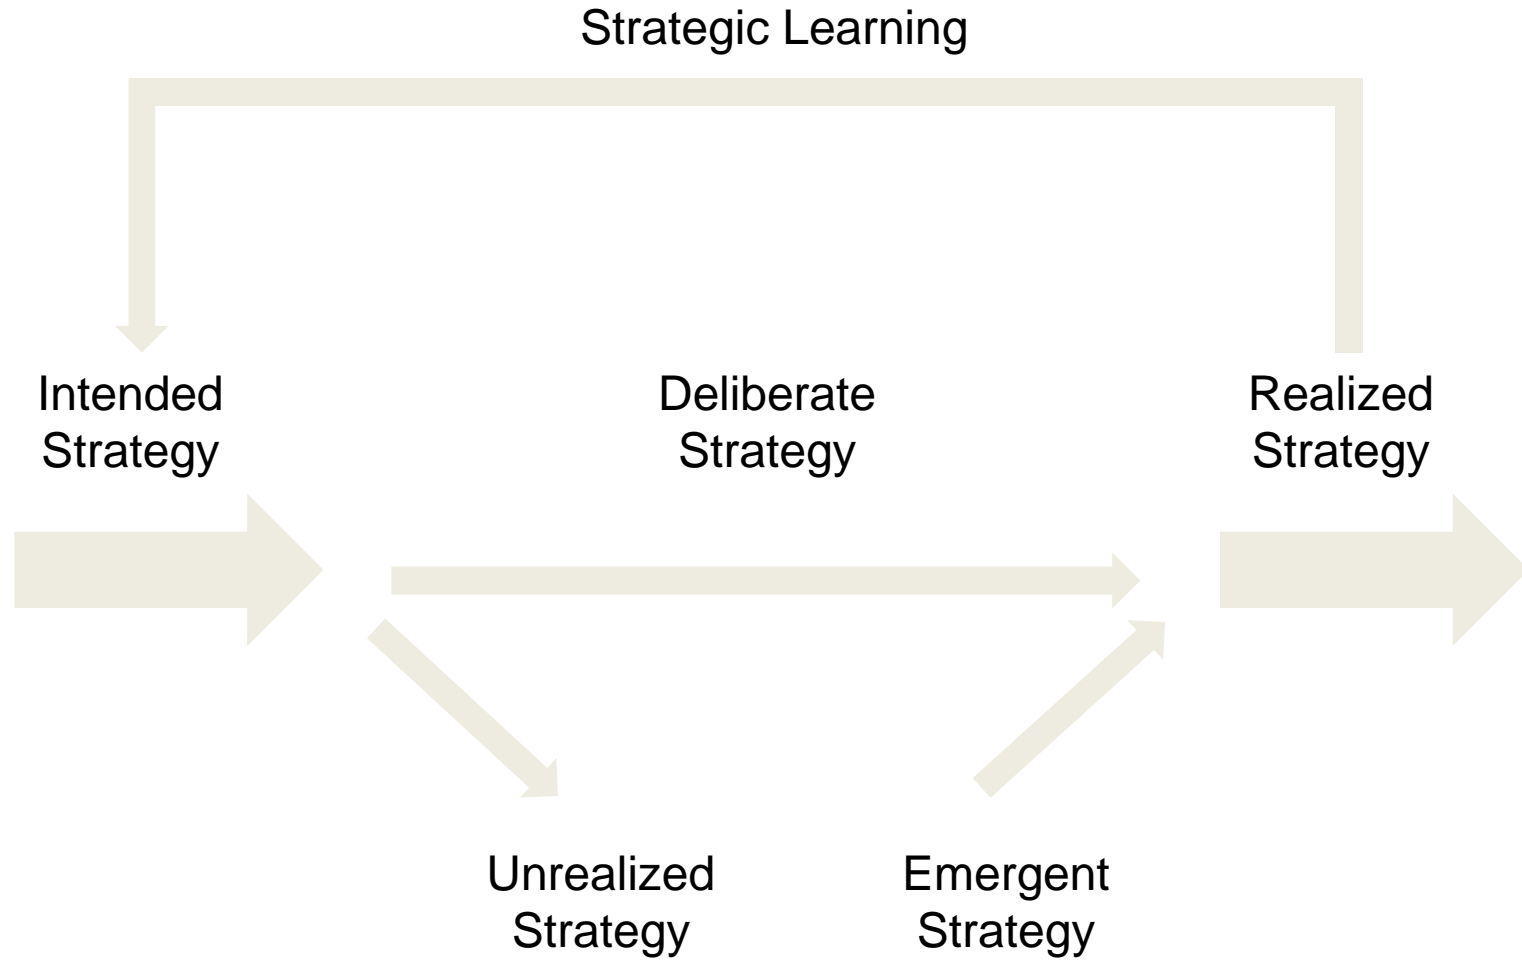 Strategic Learning
Intended
Strategy
Deliberate
Strategy
Realized
Strategy
Unrealized
Strategy
Emergent
Strategy